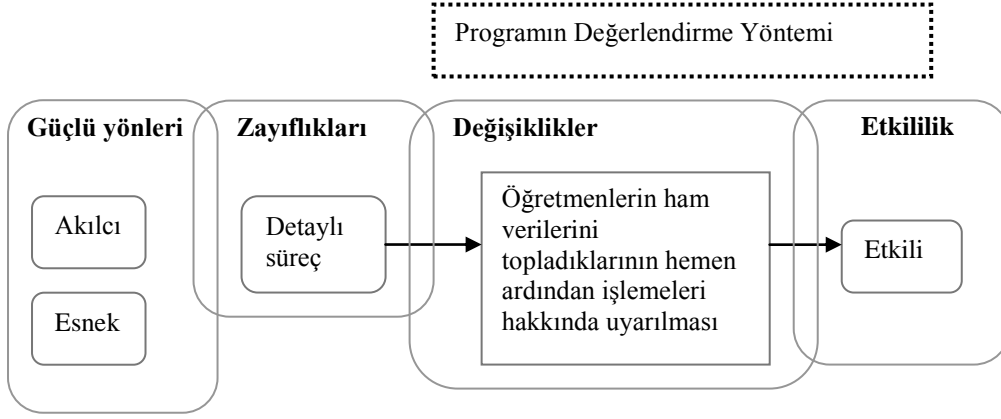 Programın Değerlendirme Yöntemi
Güçlü yönleri
Akılcı
Esnek
Zayıflıkları
Detaylı
süreç
Değişiklikler
Öğretmenlerin ham
verilerini
topladıklarının hemen
ardından işlemeleri
hakkında uyarılması
Etkililik
Etkili